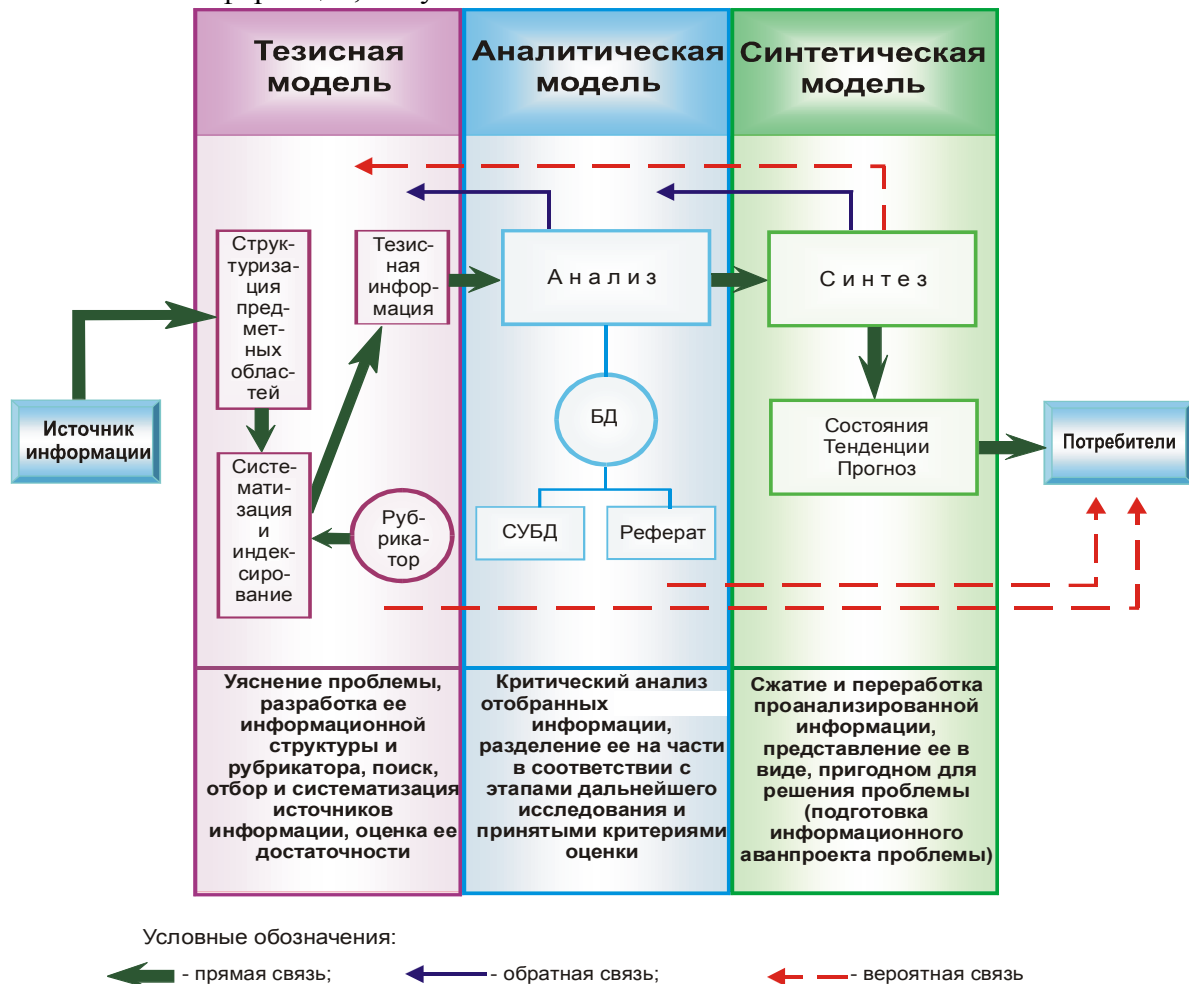 Тезисная
модель
Аналитическая
модель
Синтетическая
модель
Струк-
туриза-
ция
пред-
мет-
ных
облас-
тей
Тезис-
ная
инфор-
мация
А н а л и з
С и н т е з
Источник
информации
БД
Состояния
Тенденции
Прогноз
Потребители
Систе-
мати-
зация
и
индек-
сиро-
вание
Руб-
рика-
тор
СУБД
Реферат
Уяснение проблемы,
разработка ее
информационной
структуры и
рубрикатора, поиск,
отбор и систематизация
источников
информации, оценка ее
достаточности
Критический анализ
отобранных
информации,
разделение ее на части
в соответствии с
этапами дальнейшего
исследования и
принятыми критериями
оценки
Сжатие и переработка
проанализированной
информации,
представление ее в
виде, пригодном для
решения проблемы
(подготовка
информационного
аванпроекта проблемы)
Условные обозначения:
- прямая связь;
- обратная связь;
- вероятная связь